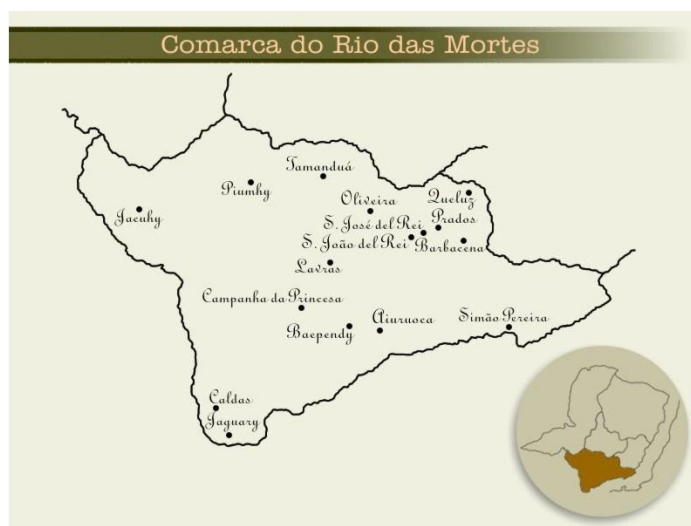 Comarca do Rio das Mortes
Tamanduá
Piumhy
Oliveira
Queluz
Jacuhy
S. José del Rei
Prados
S. João del Rei
Barbacena
Lavras
Campanha da Princesa
Baependy
Aiuruoca
Simão Pereira
Caldas
Jaguary